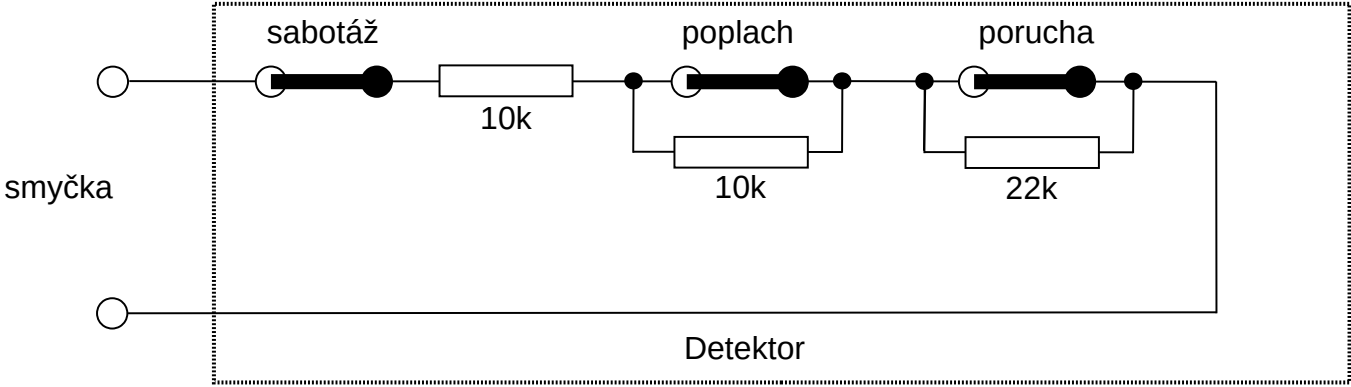 sabotáž
poplach
porucha
10k
smyčka
10k
22k
Detektor